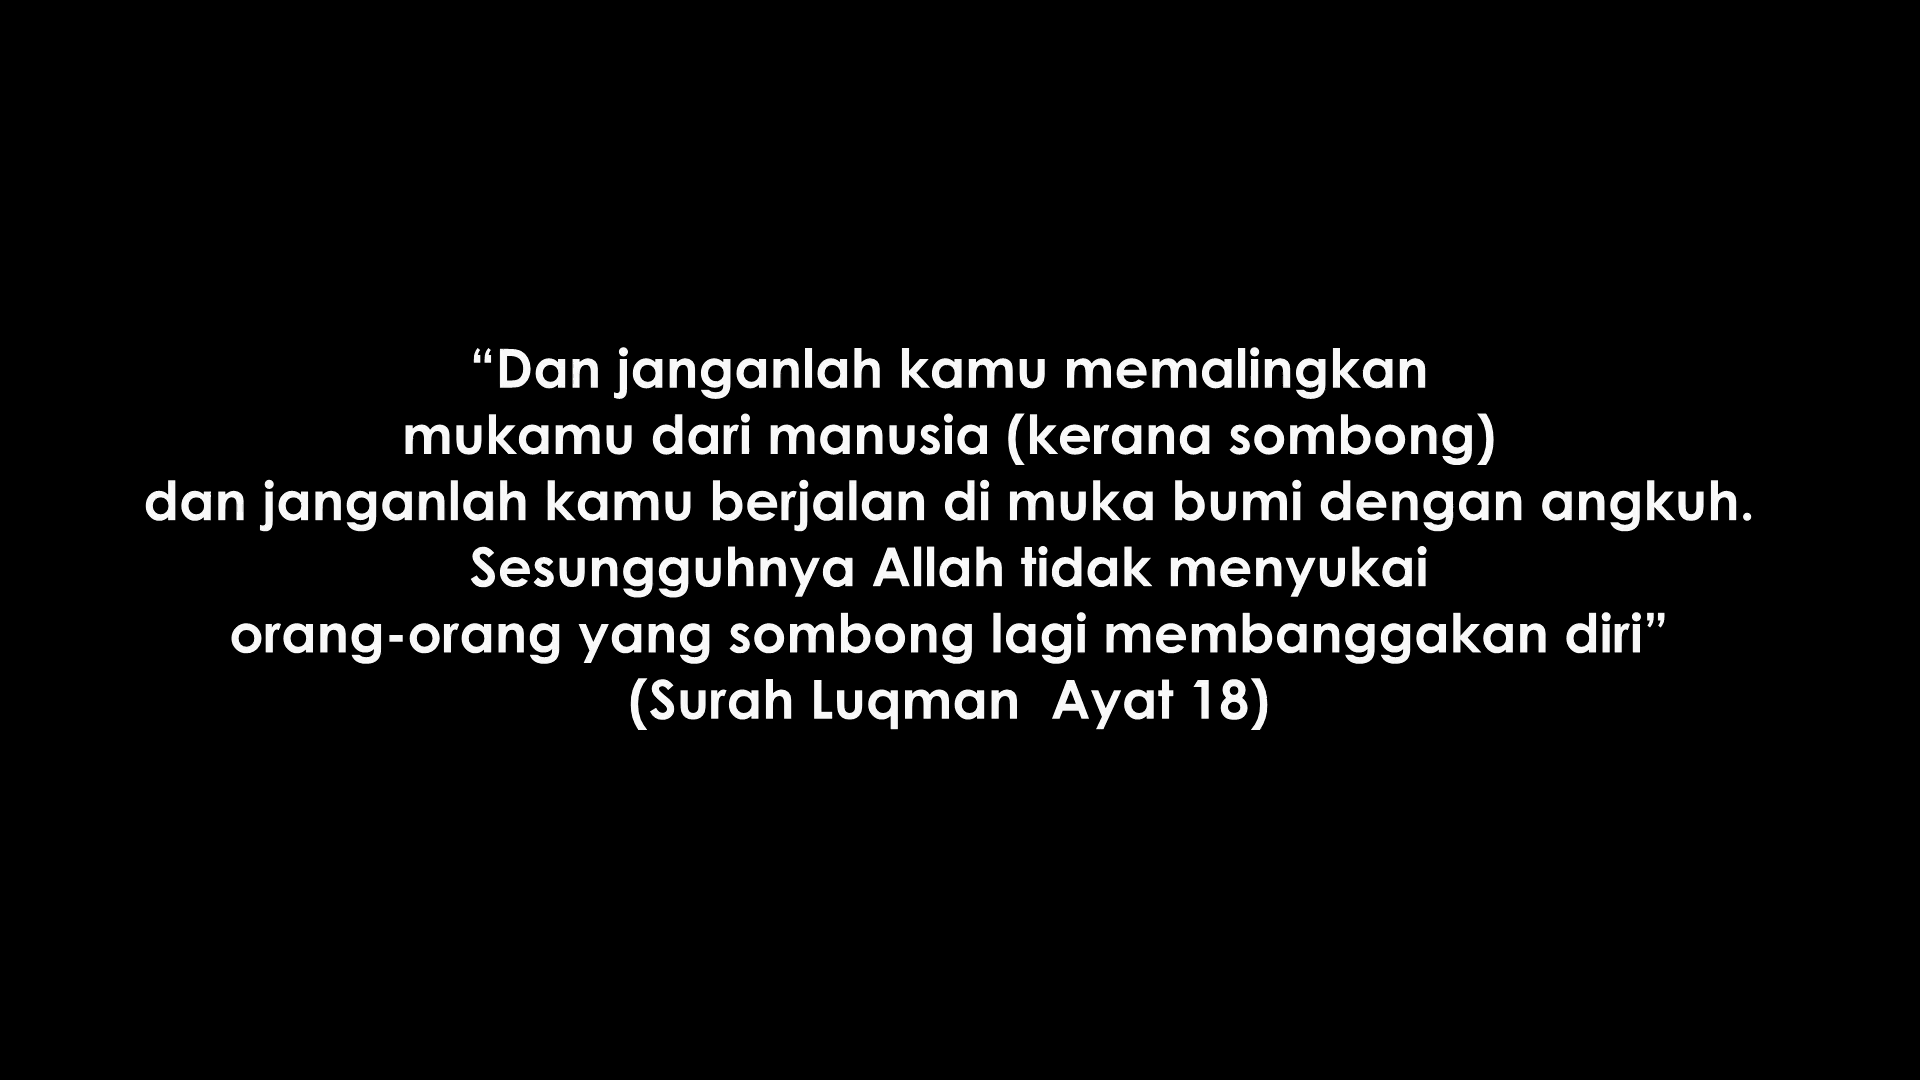 “Dan janganlah kamu memalingkan
mukamu dari manusia (kerana sombong)
dan janganlah kamu berjalan di muka bumi dengan angkuh.
Sesungguhnya Allah tidak menyukai
orang-orang yang sombong lagi membanggakan diri”
(Surah Luqman  Ayat 18)